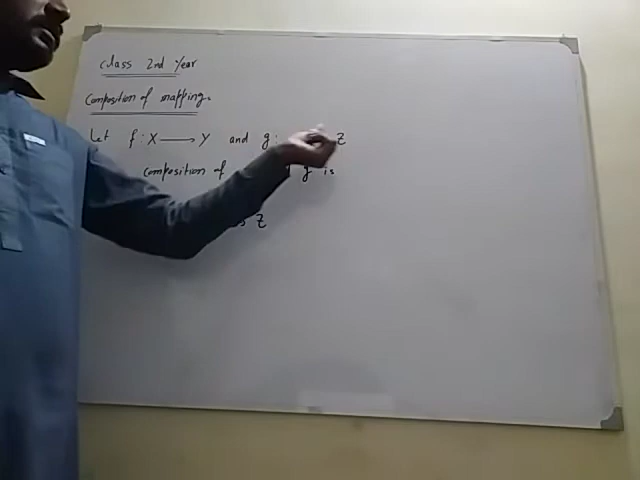 Class 2nd Year
Composition of mapping.
Let f: X ⟶ Y and g: Z
composition of g is
Z